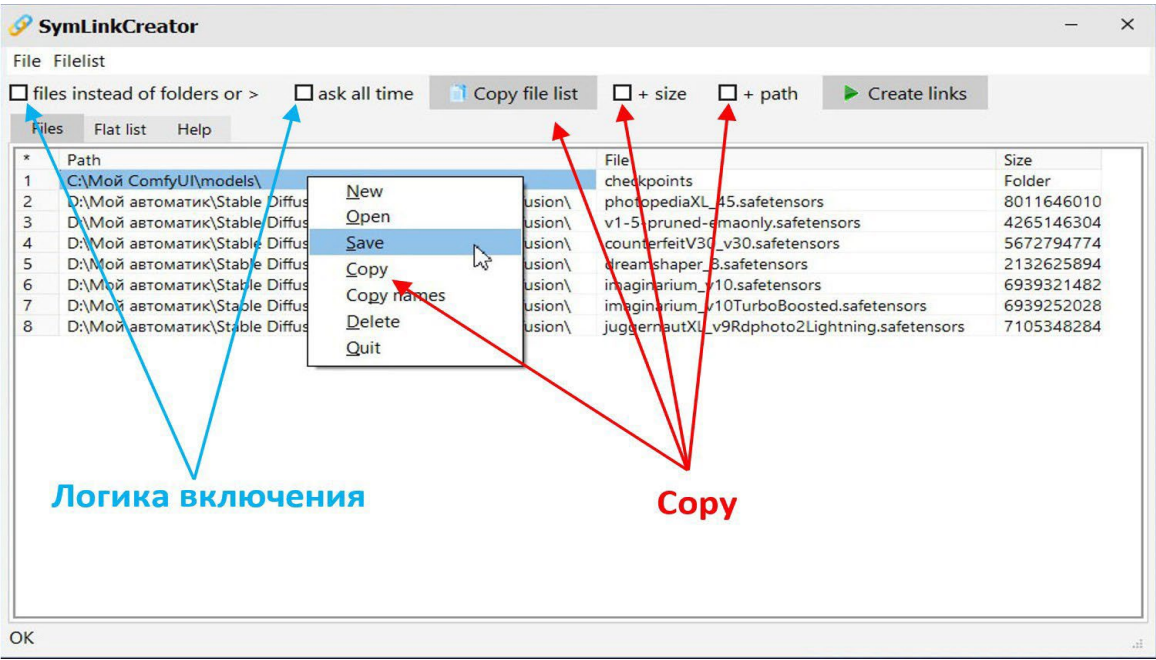 SymLinkCreator
File Filelist
files instead of folders or > ask all time Copy file list + size + path Create links
Files Flat list Help
* Path File Size
1 C:\Мой ComfyUI\models\ checkpoints Folder
2 D:\Мой автоматик\Stable Diffus usion\ photopediaXL_45.safetensors 8011646010
3 D:\Мой автоматик\Stable Diffus usion\ v1-5-pruned-emaonly.safetensors 4265146304
4 D:\Мой автоматик\Stable Diffus usion\ counterfeitV30_v30.safetensors 5672794774
5 D:\Мой автоматик\Stable Diffus usion\ dreamshaper_8.safetensors 2132625894
6 D:\Мой автоматик\Stable Diffus usion\ imaginarium_v10.safetensors 6939321482
7 D:\Мой автоматик\Stable Diffus usion\ imaginarium_v10TurboBoosted.safetensors 6939252028
8 D:\Мой автоматик\Stable Diffus usion\ juggernautXL_v9Rdphoto2Lightning.safetensors 7105348284
New
Open
Save
Copy
Copy names
Delete
Quit
Логика включения
Copy
OK